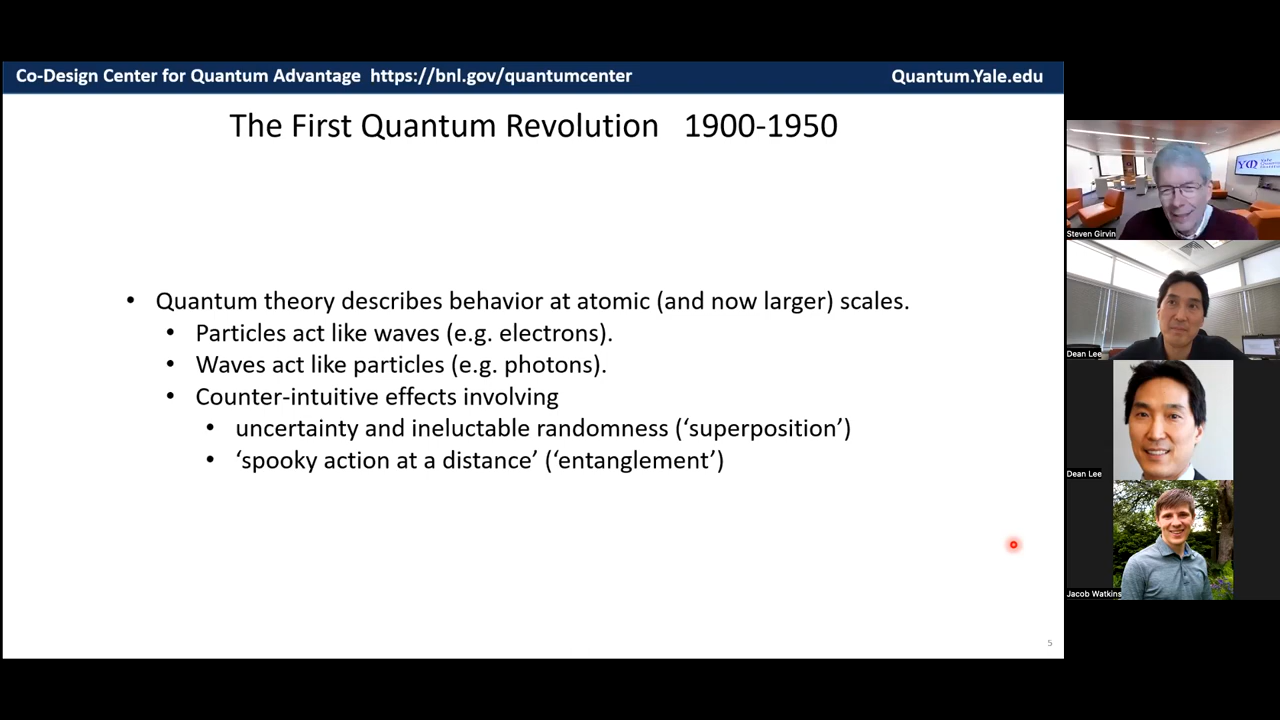 Co-Design Center for Quantum Advantage https://bnl.gov/quantumcenter
Quantum.Yale.edu
The First Quantum Revolution 1900-1950
• Quantum theory describes behavior at atomic (and now larger) scales.
• Particles act like waves (e.g. electrons).
• Waves act like particles (e.g. photons).
• Counter-intuitive effects involving
• uncertainty and ineluctable randomness (‘superposition’)
• ‘spooky action at a distance’ (‘entanglement’)
5
Steven Girvin
Dean Lee
Dean Lee
Jacob Watkins